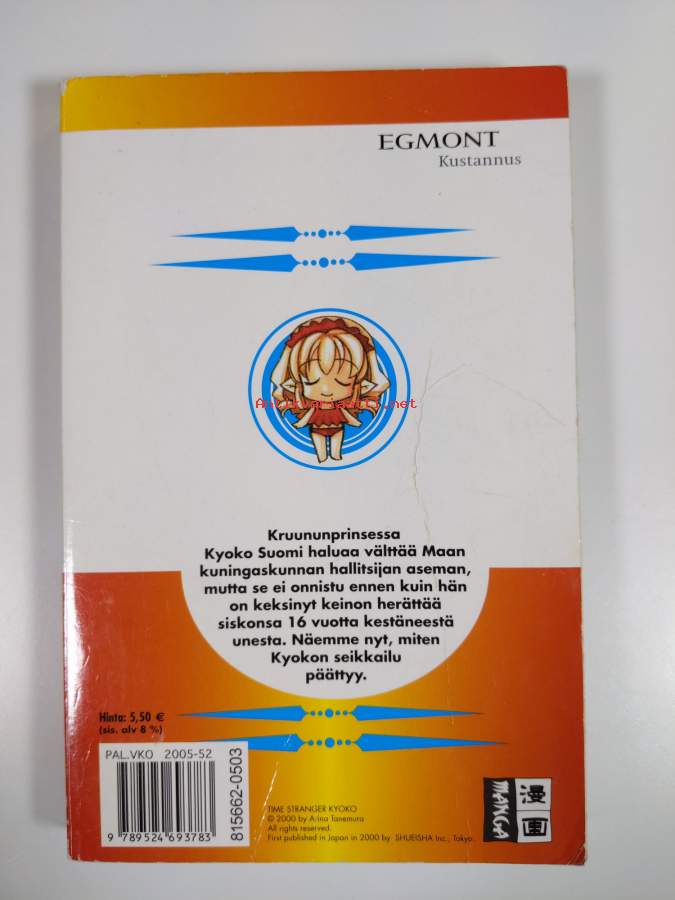 EGMONT
Kustannus
Antikvariaatti.net
Kruununprinsessa
Kyoko Suomi haluaa välttää Maan
kuningaskunnan hallitsijan aseman,
mutta se ei onnistu ennen kuin hän
on keksinyt keinon herättää
siskonsa 16 vuotta kestäneestä
unesta. Näemme nyt, miten
Kyokon seikkailu
päättyy.
Hinta: 5,50 €
(sis. alv 8 %)
PAL.VKO 2005-52
9 789524 693783
815662-0503
TIME STRANGER KYOKO
© 2000 by Arina Tanemura
All rights reserved.
First published in Japan in 2000 by SHUEISHA Inc., Tokyo.
MANGA
漫画